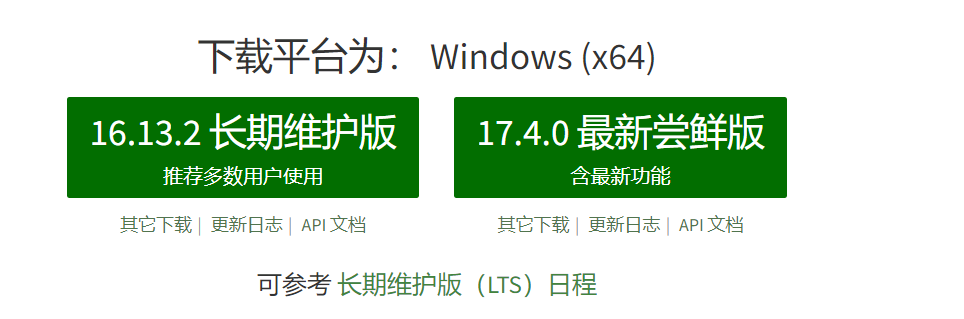 下载平台为： Windows (x64)
16.13.2 长期维护版
推荐多数用户使用
17.4.0 最新尝鲜版
含最新功能
其它下载 | 更新日志 | API 文档
其它下载 | 更新日志 | API 文档
可参考 长期维护版（LTS）日程